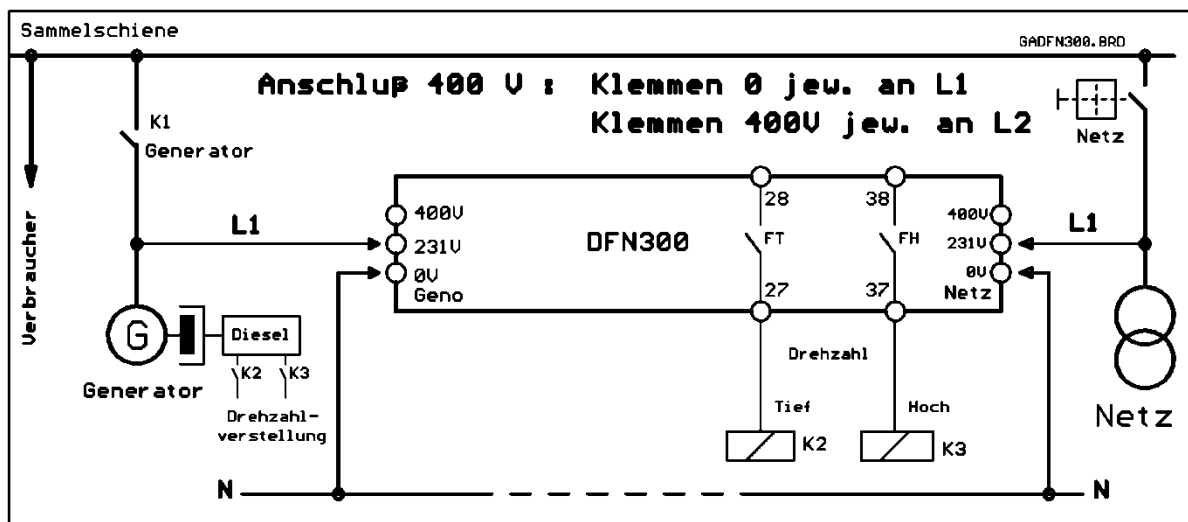 Sammelschiene
GADFN300.BRD
Anschluß 400 V : Klemmen 0 jew. an L1
Klemmen 400V jew. an L2
K1
Generator
Netz
Verbraucher
L1
400V
231V
0V
Geno
DFN300
28
38
FT
FH
27
37
400V
231V
0V
Netz
L1
G
Diesel
K2
K3
Generator
Drehzahl-
verstellung
Drehzahl
Tief
Hoch
K2
K3
Netz
N
N